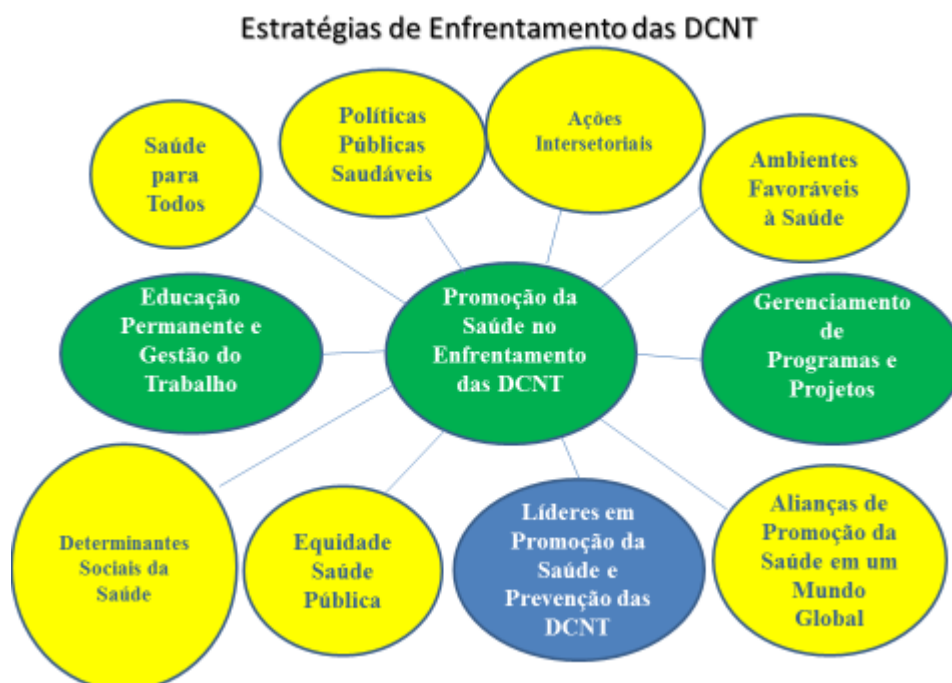 Estratégias de Enfrentamento das DCNT
Saúde
para
Todos
Políticas
Públicas
Saudáveis
Ações
Intersetoriais
Ambientes
Favoráveis
à Saúde
Educação
Permanente e
Gestão do
Trabalho
Promoção da
Saúde no
Enfrentamento
das DCNT
Gerenciamento
de
Programas e
Projetos
Determinantes
Sociais da
Saúde
Equidade
Saúde
Pública
Líderes em
Promoção da
Saúde e
Prevenção das
DCNT
Alianças de
Promoção da
Saúde em um
Mundo
Global